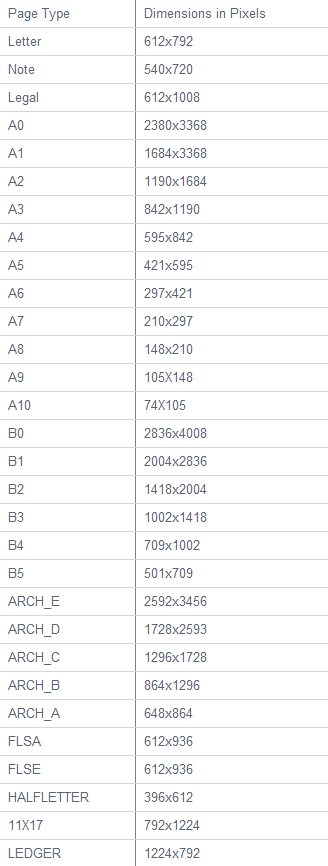 Page Type Dimensions in Pixels
Letter 612x792
Note 540x720
Legal 612x1008
A0 2380x3368
A1 1684x3368
A2 1190x1684
A3 842x1190
A4 595x842
A5 421x595
A6 297x421
A7 210x297
A8 148x210
A9 105X148
A10 74X105
B0 2836x4008
B1 2004x2836
B2 1418x2004
B3 1002x1418
B4 709x1002
B5 501x709
ARCH_E 2592x3456
ARCH_D 1728x2593
ARCH_C 1296x1728
ARCH_B 864x1296
ARCH_A 648x864
FLSA 612x936
FLSE 612x936
HALFLETTER 396x612
11X17 792x1224
LEDGER 1224x792